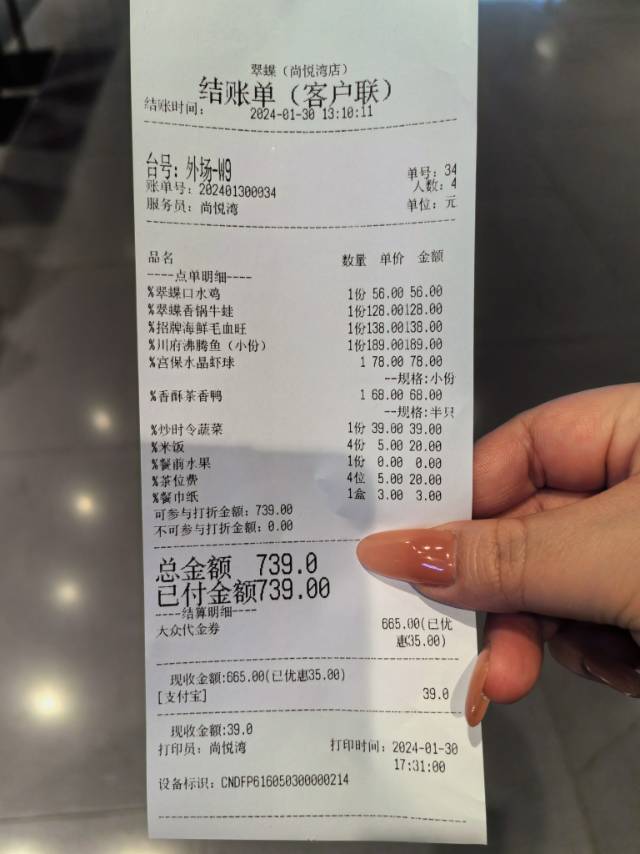 翠蝶（尚悦湾店）
结账单（客户联）
结账时间： 2024-01-30 13:10:11
台号：外场-W9 单号：34
账单号：202401300034 人数：4
服务员：尚悦湾 单位：元
品名 数量 单价 金额
----点单明细----
%翠蝶口水鸡 1份 56.00 56.00
%翠蝶香锅牛蛙 1份128.00128.00
%招牌海鲜毛血旺 1份138.00138.00
%川府沸腾鱼（小份） 1份189.00189.00
%宫保水晶虾球 1 78.00 78.00
--规格:小份
%香酥茶香鸭 1 68.00 68.00
--规格:半只
%炒时令蔬菜 1份 39.00 39.00
%米饭 4份 5.00 20.00
%餐前水果 1份 0.00 0.00
%茶位费 4位 5.00 20.00
%餐巾纸 1盒 3.00 3.00
可参与打折金额：739.00
不可参与打折金额：0.00
总金额 739.0
已付金额739.00
----结算明细----
大众代金券 665.00(已优
惠35.00)
现收金额:665.00(已优惠35.00)
[支付宝] 39.0
现收金额:39.0
打印员：尚悦湾 打印时间：2024-01-30
17:31:00
设备标识：CNDFP616050300000214